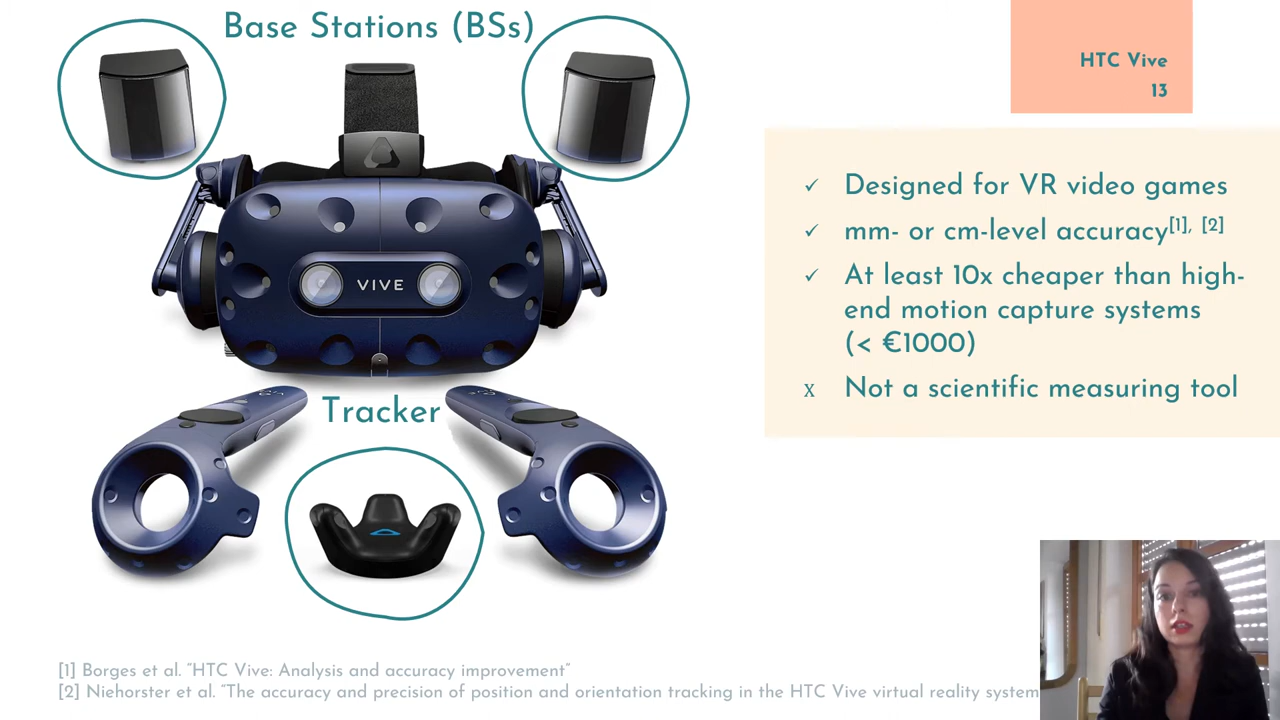 Base Stations (BSs)
HTC Vive
13
VIVE
Designed for VR video games
mm- or cm-level accuracy[1], [2]
At least 10x cheaper than high-
end motion capture systems
(< €1000)
x Not a scientific measuring tool
Tracker
[1] Borges et al. “HTC Vive: Analysis and accuracy improvement”
[2] Niehorster et al. “The accuracy and precision of position and orientation tracking in the HTC Vive virtual reality system